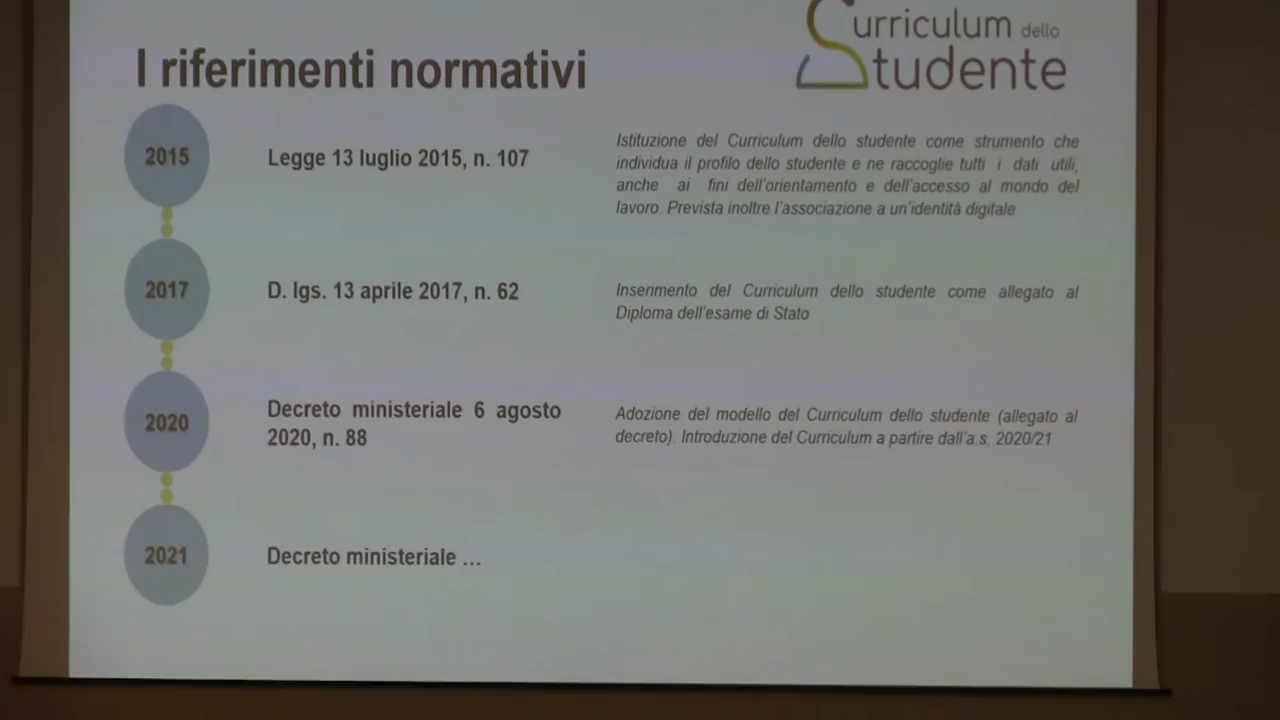 Curriculum dello
Studente
I riferimenti normativi
2015
Legge 13 luglio 2015, n. 107
Istituzione del Curriculum dello studente come strumento che
individua il profilo dello studente e ne raccoglie tutti i dati utili,
anche ai fini dell'orientamento e dell'accesso al mondo del
lavoro. Prevista inoltre l'associazione a un'identità digitale
2017
D. lgs. 13 aprile 2017, n. 62
Inserimento del Curriculum dello studente come allegato al
Diploma dell'esame di Stato
2020
Decreto ministeriale 6 agosto
2020, n. 88
Adozione del modello del Curriculum dello studente (allegato al
decreto). Introduzione del Curriculum a partire dall'a.s. 2020/21
2021
Decreto ministeriale ...